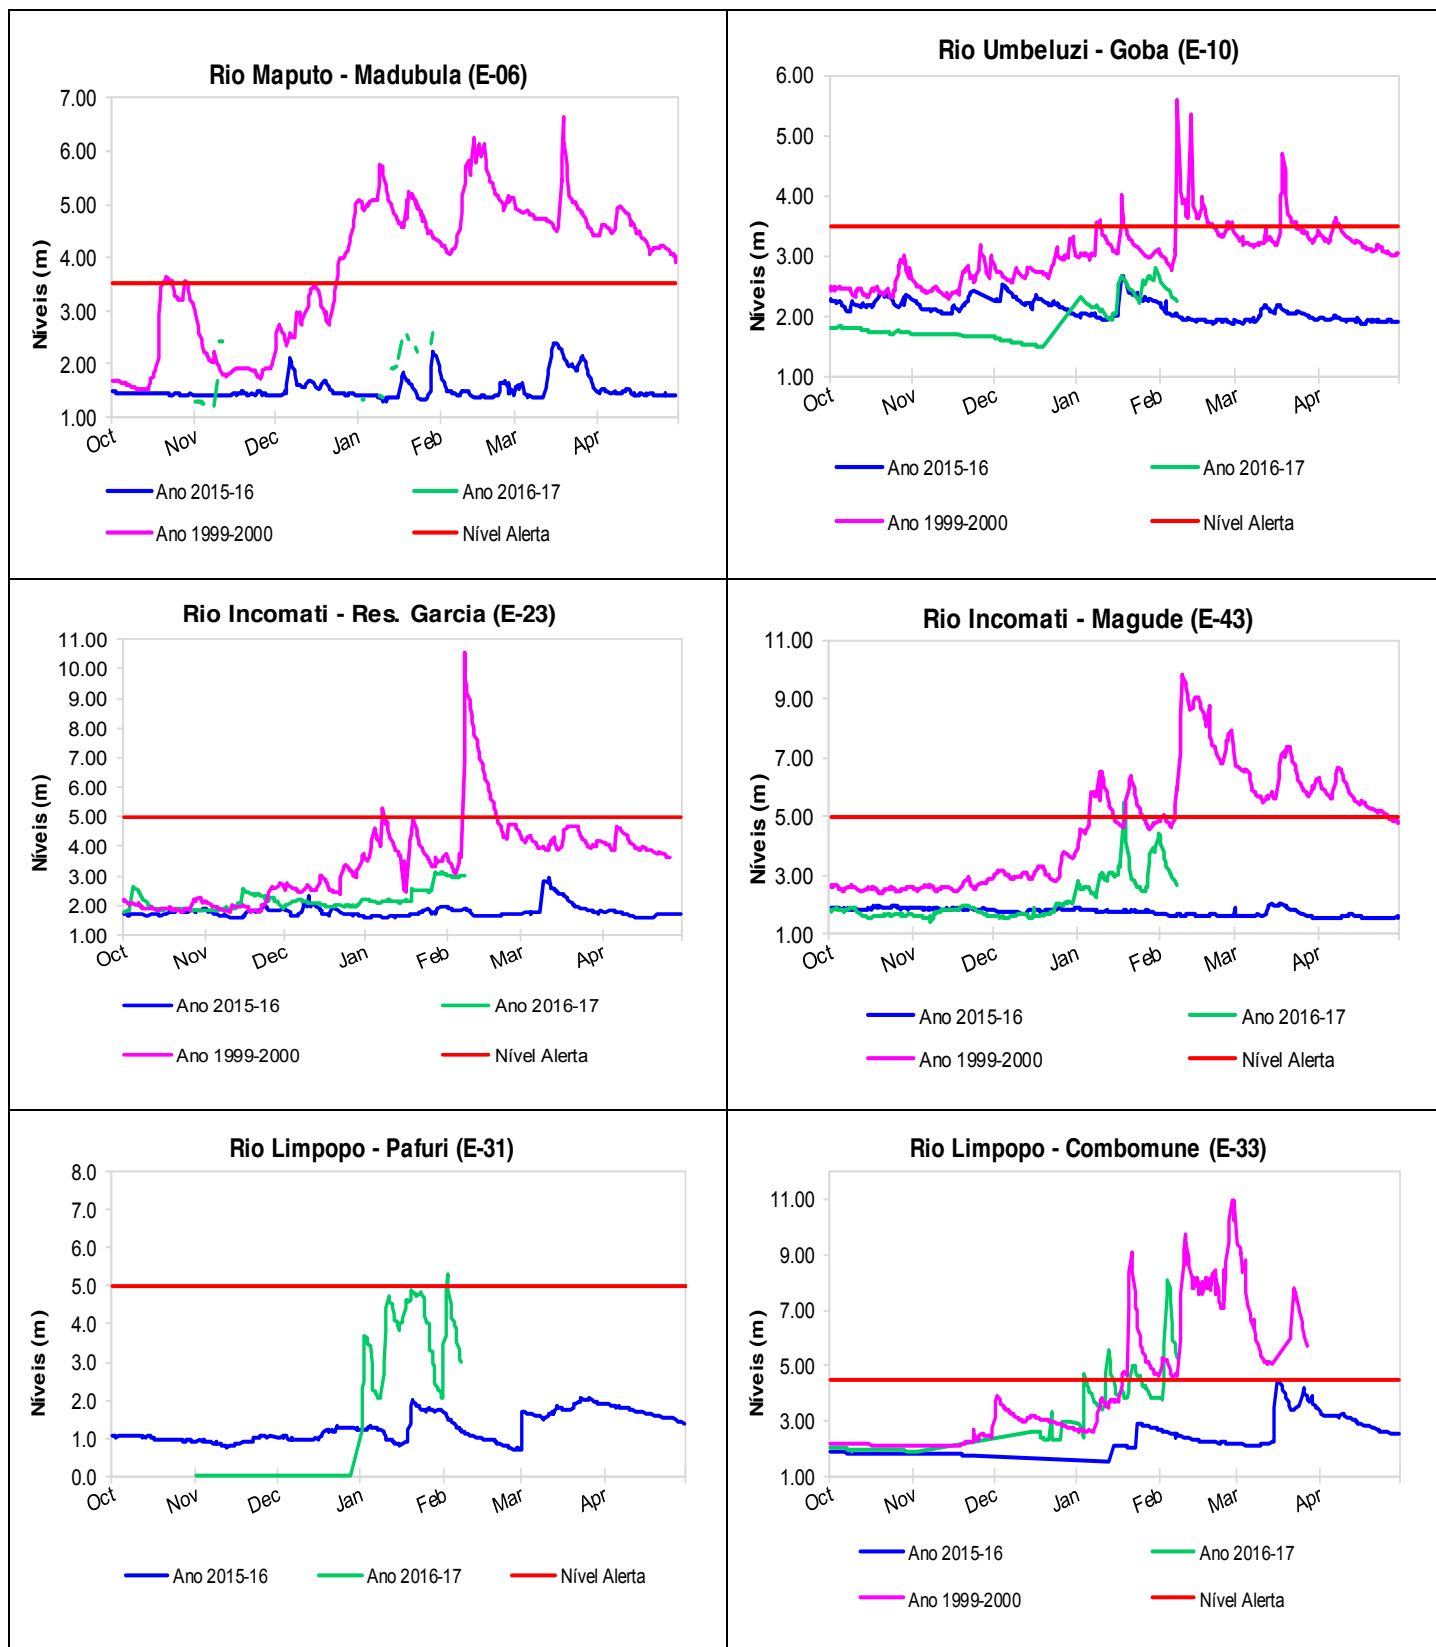 Rio Maputo - Madubula (E-06)
Níveis (m)
7.00
6.00
5.00
4.00
3.00
2.00
1.00
Oct Nov Dec Jan Feb Mar Apr
Ano 2015-16 Ano 2016-17
Ano 1999-2000 Nível Alerta
Rio Umbeluzi - Goba (E-10)
Níveis (m)
6.00
5.00
4.00
3.00
2.00
1.00
Oct Nov Dec Jan Feb Mar Apr
Ano 2015-16 Ano 2016-17
Ano 1999-2000 Nível Alerta
Rio Incomati - Res. Garcia (E-23)
Níveis (m)
11.00
10.00
9.00
8.00
7.00
6.00
5.00
4.00
3.00
2.00
1.00
Oct Nov Dec Jan Feb Mar Apr
Ano 2015-16 Ano 2016-17
Ano 1999-2000 Nível Alerta
Rio Incomati - Magude (E-43)
Níveis (m)
11.00
9.00
7.00
5.00
3.00
1.00
Oct Nov Dec Jan Feb Mar Apr
Ano 2015-16 Ano 2016-17
Ano 1999-2000 Nível Alerta
Rio Limpopo - Pafuri (E-31)
Níveis (m)
8.0
7.0
6.0
5.0
4.0
3.0
2.0
1.0
0.0
Oct Nov Dec Jan Feb Mar Apr
Ano 2015-16 Ano 2016-17 Nível Alerta
Rio Limpopo - Combomune (E-33)
Níveis (m)
11.00
9.00
7.00
5.00
3.00
1.00
Oct Nov Dec Jan Feb Mar Apr
Ano 2015-16 Ano 2016-17
Ano 1999-2000 Nível Alerta